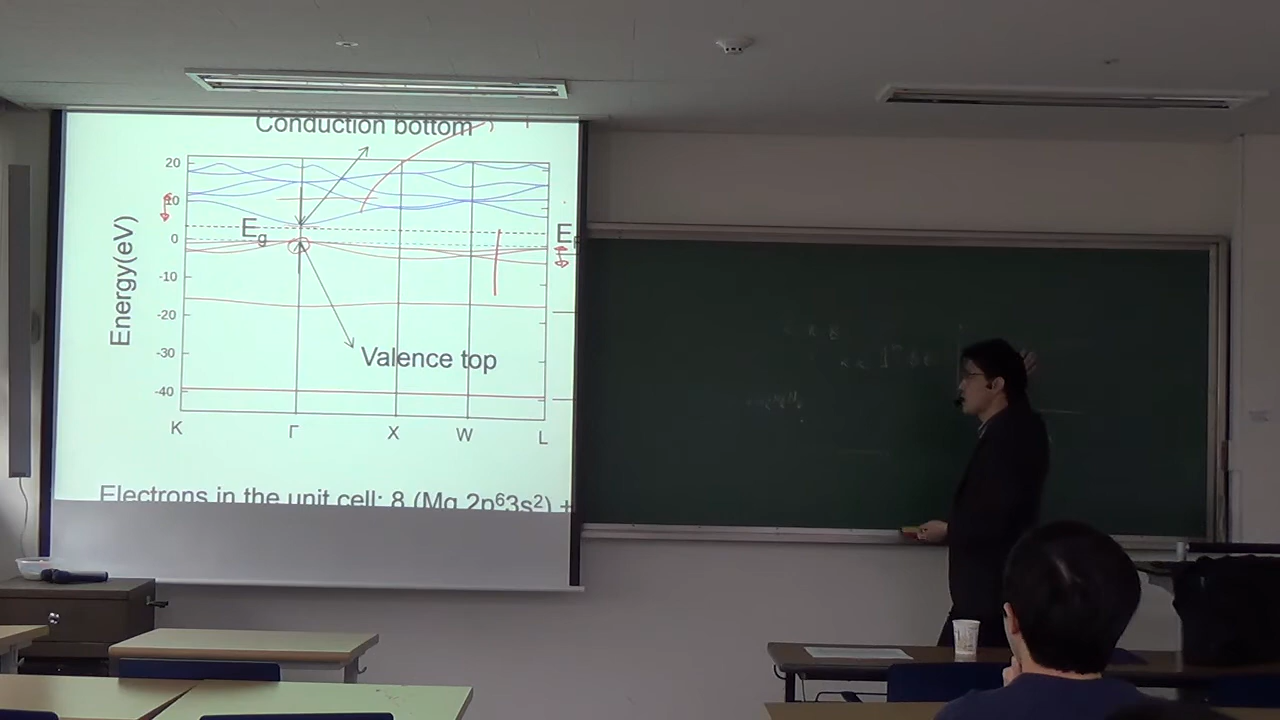 Conduction bottom
20
10
E_g
0
E
-10
Energy(eV)
-20
-30
Valence top
-40
K Γ X W L
Electrons in the unit cell: 8 (Mg 2p⁶3s²) +